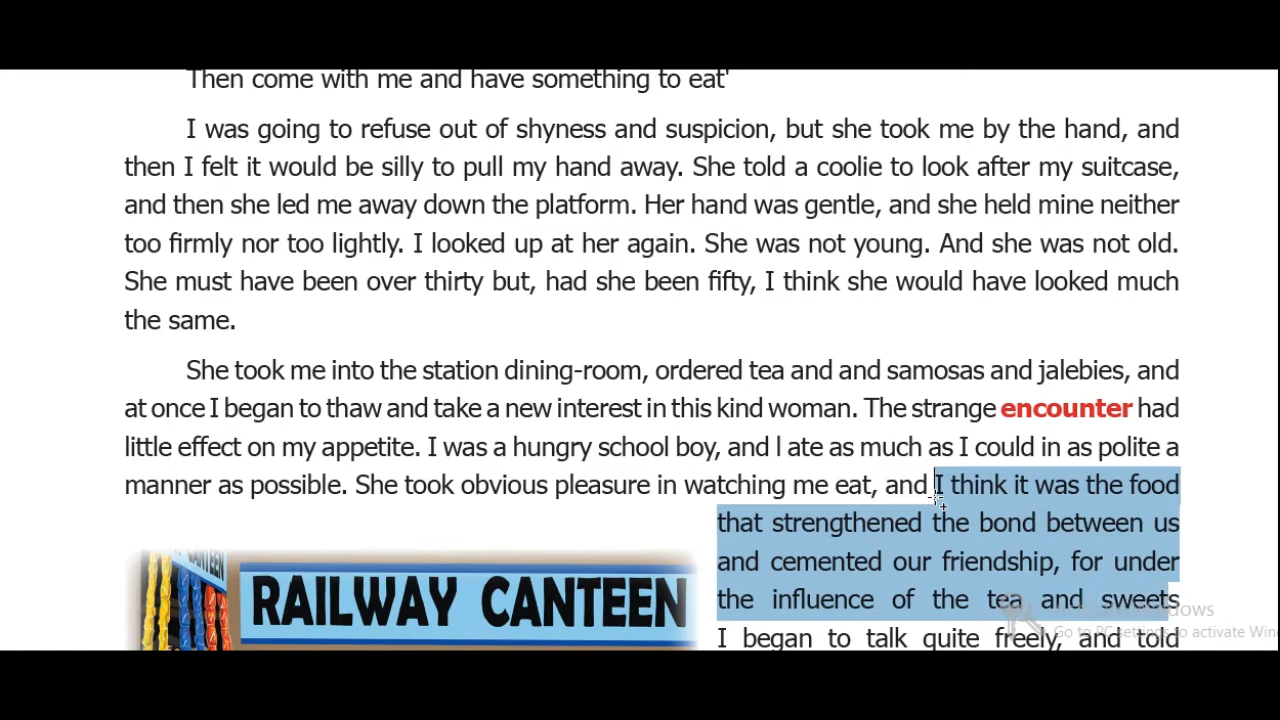 Then come with me and have something to eat'
I was going to refuse out of shyness and suspicion, but she took me by the hand, and
then I felt it would be silly to pull my hand away. She told a coolie to look after my suitcase,
and then she led me away down the platform. Her hand was gentle, and she held mine neither
too firmly nor too lightly. I looked up at her again. She was not young. And she was not old.
She must have been over thirty but, had she been fifty, I think she would have looked much
the same.
She took me into the station dining-room, ordered tea and and samosas and jalebies, and
at once I began to thaw and take a new interest in this kind woman. The strange encounter had
little effect on my appetite. I was a hungry school boy, and l ate as much as I could in as polite a
manner as possible. She took obvious pleasure in watching me eat, and I think it was the food
that strengthened the bond between us
and cemented our friendship, for under
the influence of the tea and sweets
I began to talk quite freely, and told
CANTEEN
RAILWAY CANTEEN
Go to PC settings to activate Win